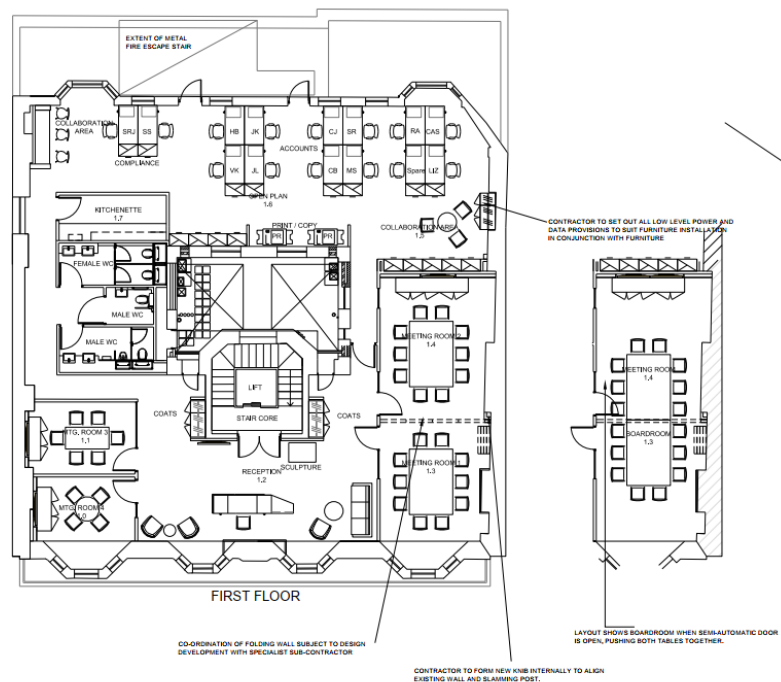 EXTENT OF METAL
FIRE ESCAPE STAIR
COLLABORATION
AREA
SRJ SS
HB JK
CJ SR
RA CAS
ACCOUNTS
COMPLIANCE
VK JL
CB MS
Spare LIZ
OPEN PLAN
1.6
KITCHENETTE
1.7
PRINT / COPY
PR PR
COLLABORATION AREA
1.5
CONTRACTOR TO SET OUT ALL LOW LEVEL POWER AND
DATA PROVISIONS TO SUIT FURNITURE INSTALLATION
IN CONJUNCTION WITH FURNITURE
FEMALE WC
MALE WC
MALE WC
MEETING ROOM 2
1.4
MEETING ROOM
1.4
LIFT
COATS
STAIR CORE
COATS
MTG. ROOM 3
1.1
BOARDROOM
1.3
RECEPTION
1.2
SCULPTURE
MEETING ROOM 1
1.3
MTG. ROOM 4
1.0
FIRST FLOOR
LAYOUT SHOWS BOARDROOM WHEN SEMI-AUTOMATIC DOOR
IS OPEN, PUSHING BOTH TABLES TOGETHER.
CO-ORDINATION OF FOLDING WALL SUBJECT TO DESIGN
DEVELOPMENT WITH SPECIALIST SUB-CONTRACTOR
CONTRACTOR TO FORM NEW KNIB INTERNALLY TO ALIGN
EXISTING WALL AND SLAMMING POST.